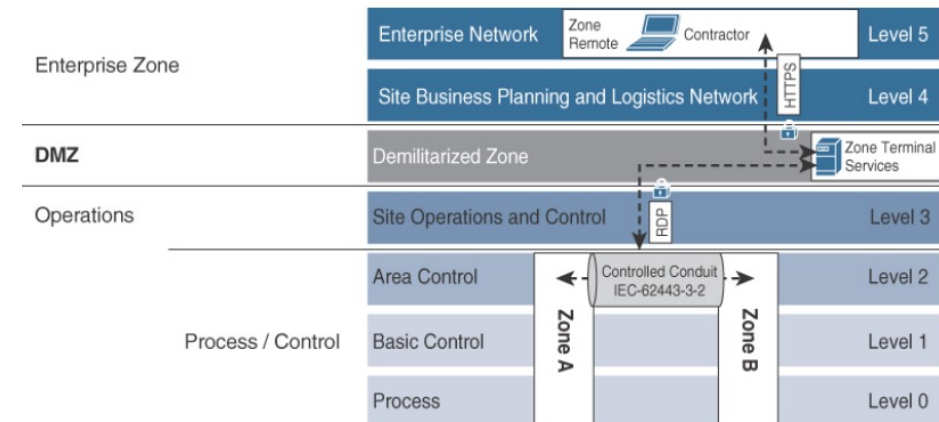 Enterprise Network
Zone
Remote
Contractor
Level 5
Enterprise Zone
Site Business Planning and Logistics Network
HTTPS
Level 4
DMZ
Demilitarized Zone
Zone Terminal
Services
Operations
Site Operations and Control
RDP
Level 3
Area Control
Controlled Conduit
IEC-62443-3-2
Level 2
Process / Control
Basic Control
Zone A
Zone B
Level 1
Process
Level 0